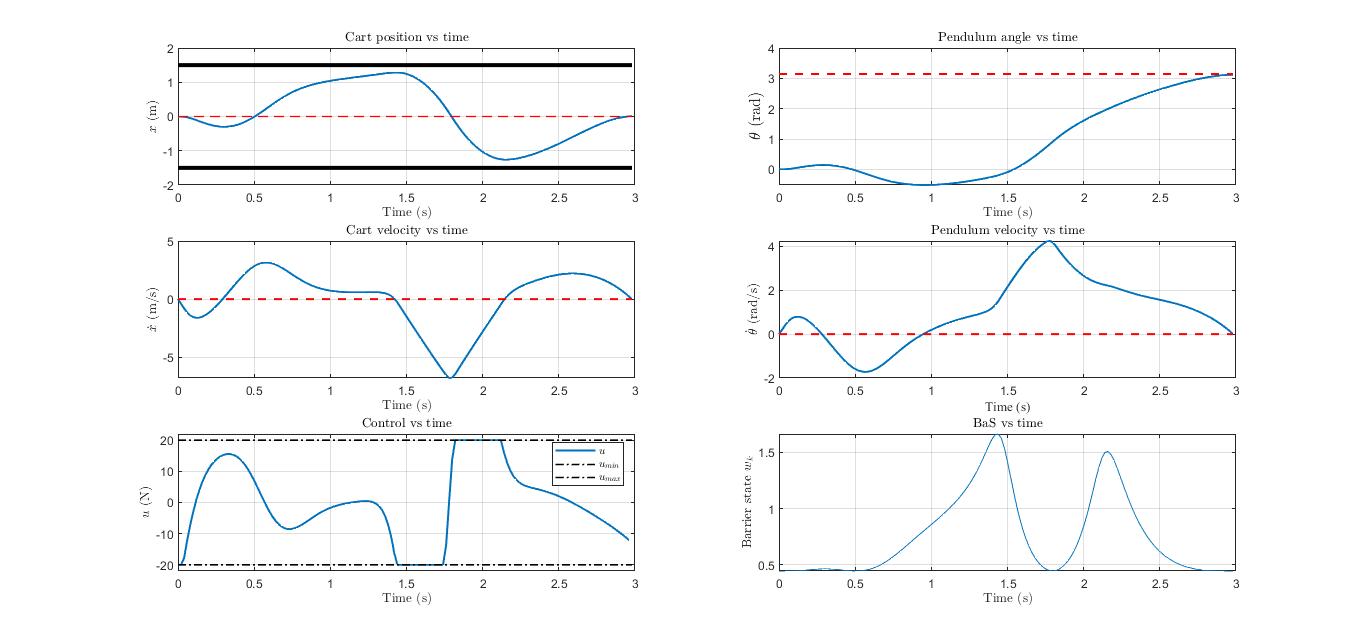 Cart position vs time
2
1
0
-1
-2
x (m)
0 0.5 1 1.5 2 2.5 3
Time (s)
Pendulum angle vs time
4
3
2
1
0
θ (rad)
0 0.5 1 1.5 2 2.5 3
Time (s)
Cart velocity vs time
5
0
-5
ẋ (m/s)
0 0.5 1 1.5 2 2.5 3
Time (s)
Pendulum velocity vs time
4
2
0
-2
θ̇ (rad/s)
0 0.5 1 1.5 2 2.5 3
Time (s)
Control vs time
20
10
0
-10
-20
u (N)
u
u_min
u_max
0 0.5 1 1.5 2 2.5 3
Time (s)
BaS vs time
1.5
1
0.5
Barrier state w_k
0 0.5 1 1.5 2 2.5 3
Time (s)